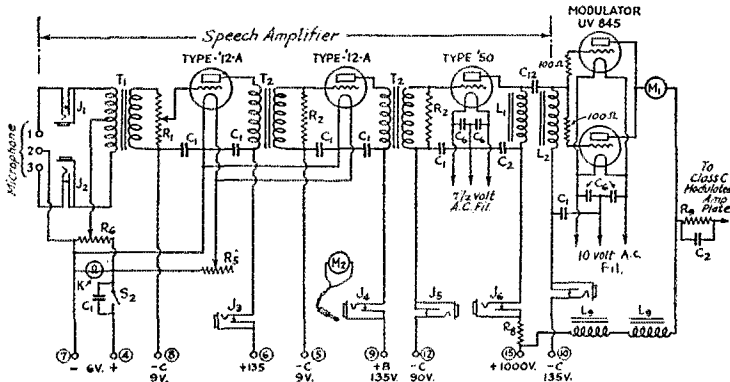 Speech Amplifier
MODULATOR
UV 845
TYPE-'12-A
TYPE-'12-A
TYPE '50
C12
100Ω
T1
T2
T2
M1
J1
R1
C1
C1
R2
C1
C1
R2
L1
L2
100Ω
Microphone
1
2
3
J2
C6
C6
C1
C2
C1
C6
To
Class C
Modulated
Amp
Plate
7½ volt
A.C. Fil.
10 volt A.C.
Fil.
R6
R5
R9
C2
K
C1
S2
M2
J3
J4
J5
J6
R8
L9
L9
7
4
8
6
5
9
12
15
10
- 6V. +
-C
9V.
+135
-C
9V.
+B
135V.
-C
90V.
+1000V.
-C
135V.